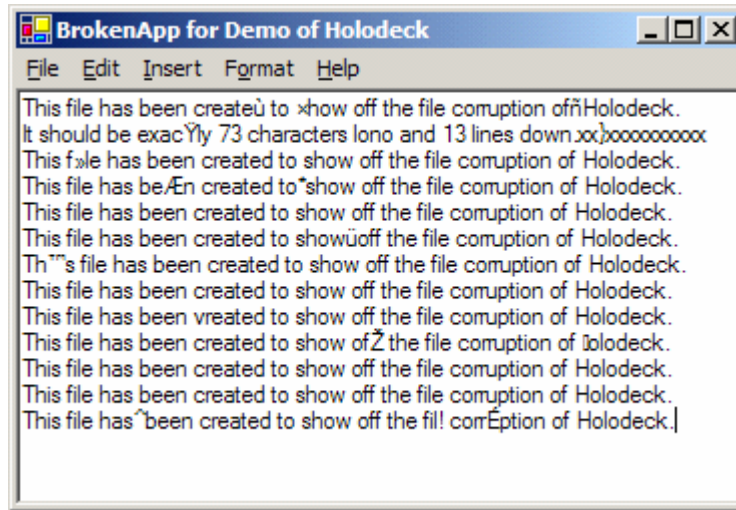 BrokenApp for Demo of Holodeck
File Edit Insert Format Help
This file has been createù to »how off the file corruption ofñHolodeck.
It should be exacŸly 73 characters lono and 13 lines down.xx}xxxxxxxxxx
This f»le has been created to show off the file corruption of Holodeck.
This file has beÆn created to*show off the file corruption of Holodeck.
This file has been created to show off the file corruption of Holodeck.
This file has been created to showüoff the file corruption of Holodeck.
Th¨˜s file has been created to show off the file corruption of Holodeck.
This file has been created to show off the file corruption of Holodeck.
This file has been vreated to show off the file corruption of Holodeck.
This file has been created to show ofŽ the file corruption of olodeck.
This file has been created to show off the file corruption of Holodeck.
This file has been created to show off the file corruption of Holodeck.
This file hasˆbeen created to show off the fil! corrÉption of Holodeck.